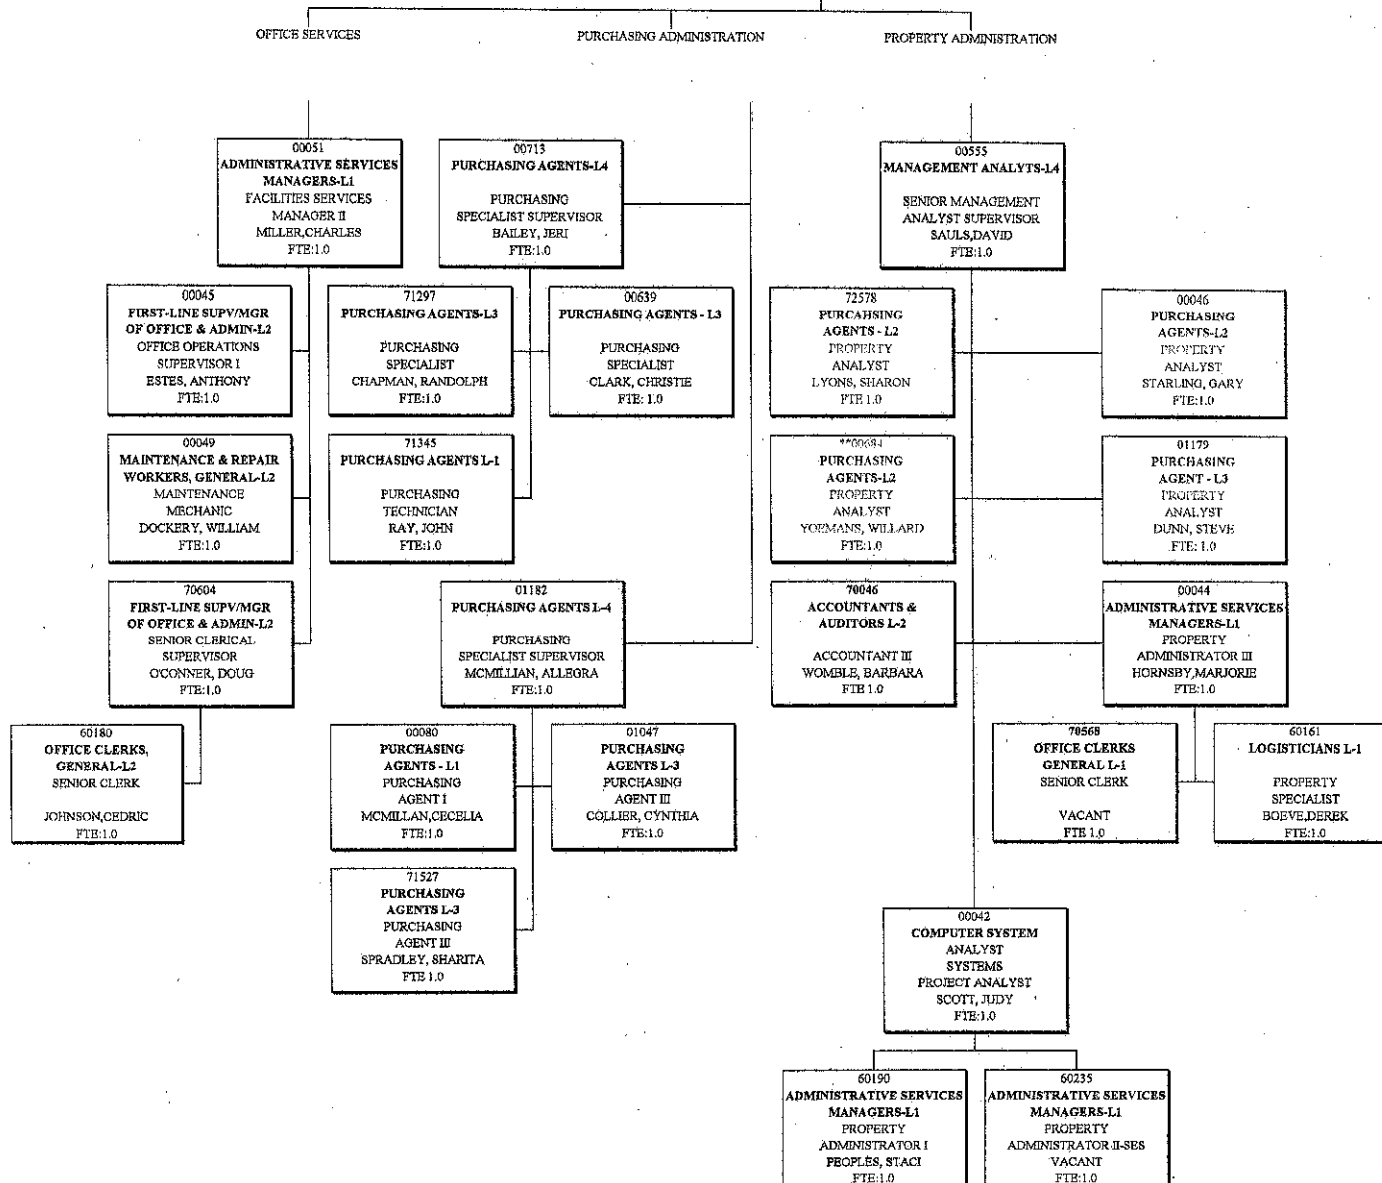 OFFICE SERVICES
PURCHASING ADMINISTRATION
PROPERTY ADMINISTRATION
00051
ADMINISTRATIVE SERVICES
MANAGERS-L1
FACILITIES SERVICES
MANAGER II
MILLER,CHARLES
FTE:1.0
00713
PURCHASING AGENTS-L4
PURCHASING
SPECIALIST SUPERVISOR
BAILEY, JERI
FTE:1.0
00555
MANAGEMENT ANALYTS-L4
SENIOR MANAGEMENT
ANALYST SUPERVISOR
SAULS,DAVID
FTE:1.0
00045
FIRST-LINE SUPV/MGR
OF OFFICE & ADMIN-L2
OFFICE OPERATIONS
SUPERVISOR I
ESTES, ANTHONY
FTE:1.0
71297
PURCHASING AGENTS-L3
PURCHASING
SPECIALIST
CHAPMAN, RANDOLPH
FTE:1.0
00639
PURCHASING AGENTS - L3
PURCHASING
SPECIALIST
CLARK, CHRISTIE
FTE: 1.0
72578
PURCAHSING
AGENTS - L2
PROPERTY
ANALYST
LYONS, SHARON
FTE 1.0
00046
PURCHASING
AGENTS-L2
PROPERTY
ANALYST
STARLING, GARY
FTE:1.0
00049
MAINTENANCE & REPAIR
WORKERS, GENERAL-L2
MAINTENANCE
MECHANIC
DOCKERY, WILLIAM
FTE:1.0
71345
PURCHASING AGENTS L-1
PURCHASING
TECHNICIAN
RAY, JOHN
FTE:1.0
**00684
PURCHASING
AGENTS-L2
PROPERTY
ANALYST
YOEMANS, WILLARD
FTE:1.0
01179
PURCHASING
AGENT - L3
PROPERTY
ANALYST
DUNN, STEVE
FTE: 1.0
70604
FIRST-LINE SUPV/MGR
OF OFFICE & ADMIN-L2
SENIOR CLERICAL
SUPERVISOR
O'CONNER, DOUG
FTE:1.0
01182
PURCHASING AGENTS L-4
PURCHASING
SPECIALIST SUPERVISOR
MCMILLIAN, ALLEGRA
FTE:1.0
70046
ACCOUNTANTS &
AUDITORS L-2
ACCOUNTANT III
WOMBLE, BARBARA
FTE 1.0
00044
ADMINISTRATIVE SERVICES
MANAGERS-L1
PROPERTY
ADMINISTRATOR III
HORNSBY,MARJORIE
FTE:1.0
60180
OFFICE CLERKS,
GENERAL-L2
SENIOR CLERK
JOHNSON,CEDRIC
FTE:1.0
00080
PURCHASING
AGENTS - L1
PURCHASING
AGENT I
MCMILLAN,CECELIA
FTE:1.0
01047
PURCHASING
AGENTS L-3
PURCHASING
AGENT III
COLLIER, CYNTHIA
FTE:1.0
70568
OFFICE CLERKS
GENERAL L-1
SENIOR CLERK
VACANT
FTE 1.0
60161
LOGISTICIANS L-1
PROPERTY
SPECIALIST
BOEVE,DEREK
FTE:1.0
71527
PURCHASING
AGENTS L-3
PURCHASING
AGENT III
SPRADLEY, SHARITA
FTE 1.0
00042
COMPUTER SYSTEM
ANALYST
SYSTEMS
PROJECT ANALYST
SCOTT, JUDY
FTE:1.0
60190
ADMINISTRATIVE SERVICES
MANAGERS-L1
PROPERTY
ADMINISTRATOR I
PEOPLES, STACI
FTE:1.0
60235
ADMINISTRATIVE SERVICES
MANAGERS-L1
PROPERTY
ADMINISTRATOR II-SES
VACANT
FTE:1.0